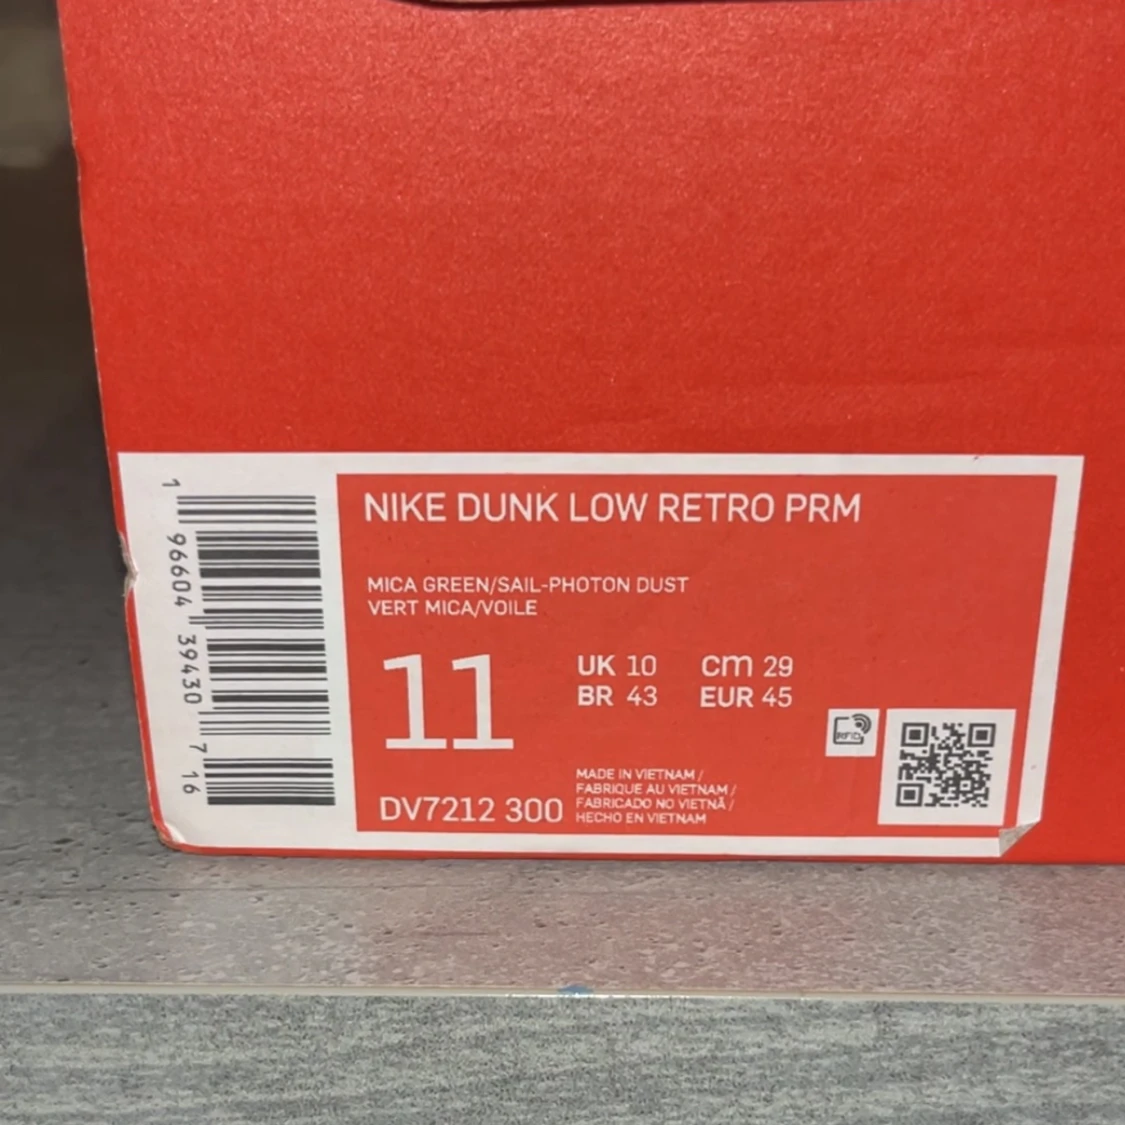 1 96604 39430 7 16
NIKE DUNK LOW RETRO PRM
MICA GREEN/SAIL-PHOTON DUST
VERT MICA/VOILE
11
UK 10 cm 29
BR 43 EUR 45
RFID
DV7212 300
MADE IN VIETNAM /
FABRIQUE AU VIETNAM /
FABRICADO NO VIETNÃ /
HECHO EN VIETNAM